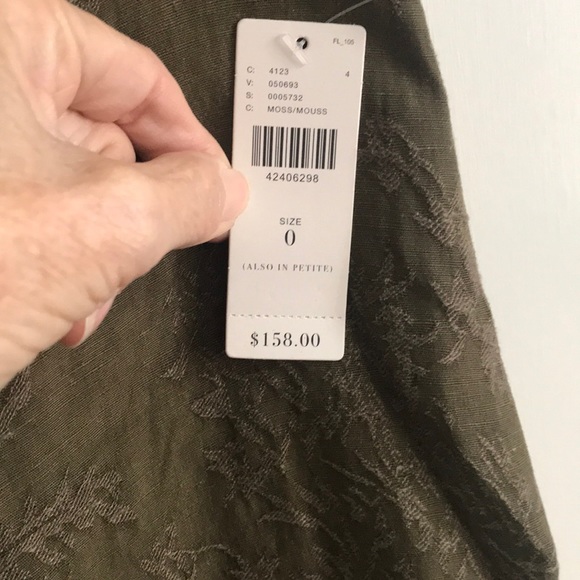 FL_105
C: 4123 4
V: 050693
S: 0005732
C: MOSS/MOUSS
42406298
SIZE
0
(ALSO IN PETITE)
$158.00